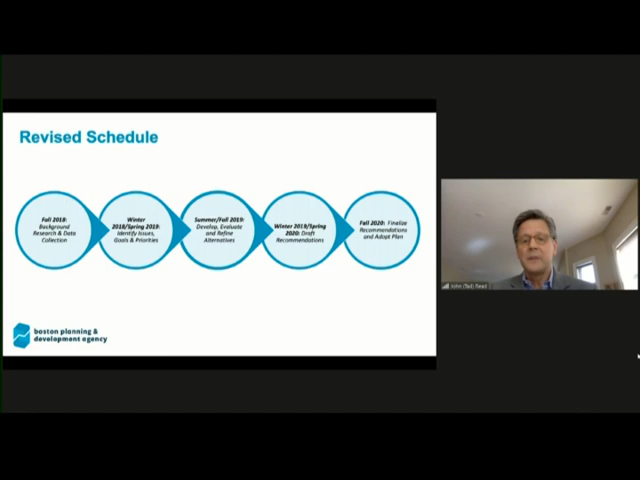 Revised Schedule
Fall 2018:
Background
Research & Data
Collection
Winter
2018/Spring 2019:
Identify Issues,
Goals & Priorities
Summer/Fall 2019:
Develop, Evaluate
and Refine
Alternatives
Winter 2019/Spring
2020: Draft
Recommendations
Fall 2020: Finalize
Recommendations
and Adopt Plan
boston planning &
development agency
John (Tad) Read